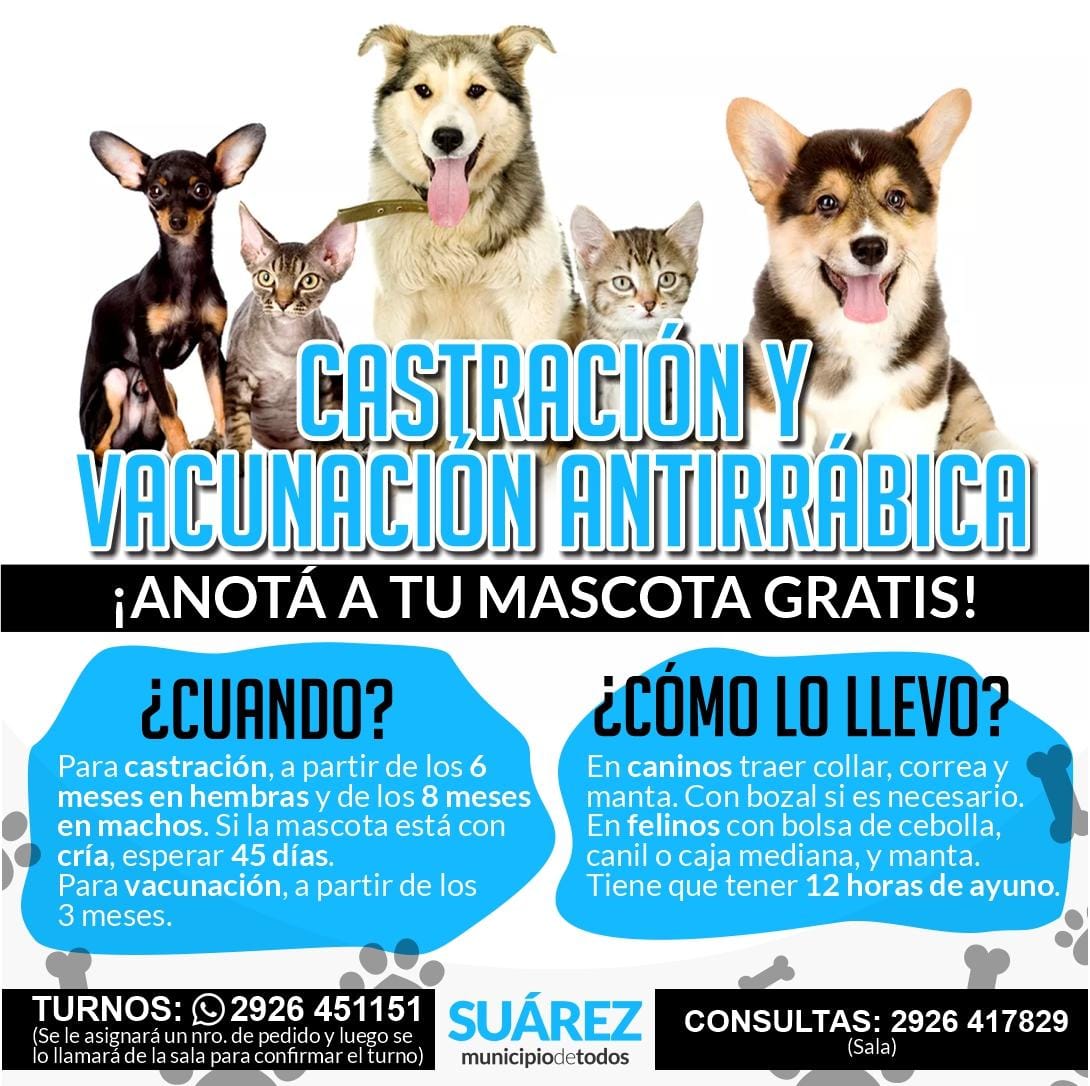 CASTRACIÓN Y
VACUNACIÓN ANTIRRÁBICA
¡ANOTÁ A TU MASCOTA GRATIS!
¿CUANDO?
Para castración, a partir de los 6
meses en hembras y de los 8 meses
en machos. Si la mascota está con
cría, esperar 45 días.
Para vacunación, a partir de los
3 meses.
¿CÓMO LO LLEVO?
En caninos traer collar, correa y
manta. Con bozal si es necesario.
En felinos con bolsa de cebolla,
canil o caja mediana, y manta.
Tiene que tener 12 horas de ayuno.
TURNOS: 2926 451151
(Se le asignará un nro. de pedido y luego se
lo llamará de la sala para confirmar el turno)
SUÁREZ
municipiodetodos
CONSULTAS: 2926 417829
(Sala)